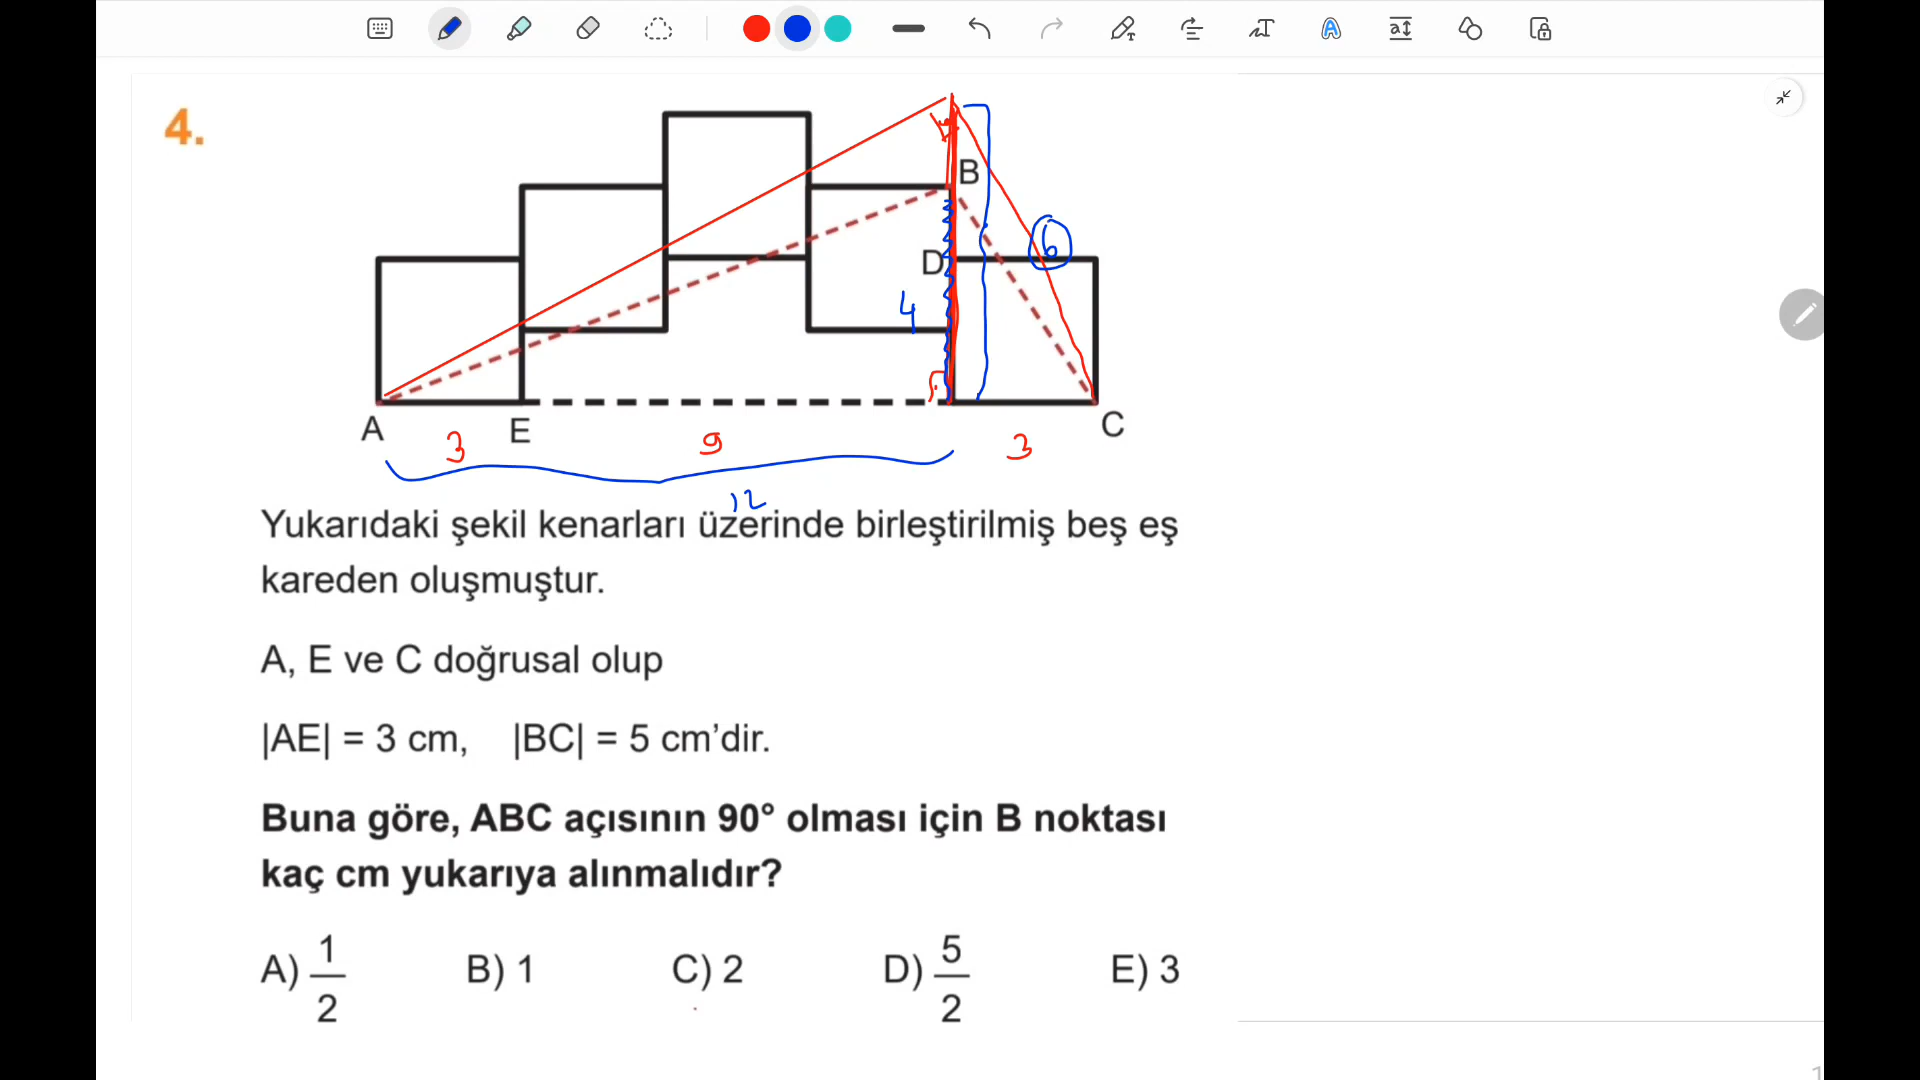 4.
B
6
D
4
A
E
C
3
9
3
12
Yukarıdaki şekil kenarları üzerinde birleştirilmiş beş eş
kareden oluşmuştur.
A, E ve C doğrusal olup
|AE| = 3 cm, |BC| = 5 cm’dir.
Buna göre, ABC açısının 90° olması için B noktası
kaç cm yukarıya alınmalıdır?
A) 1/2 B) 1 C) 2 D) 5/2 E) 3